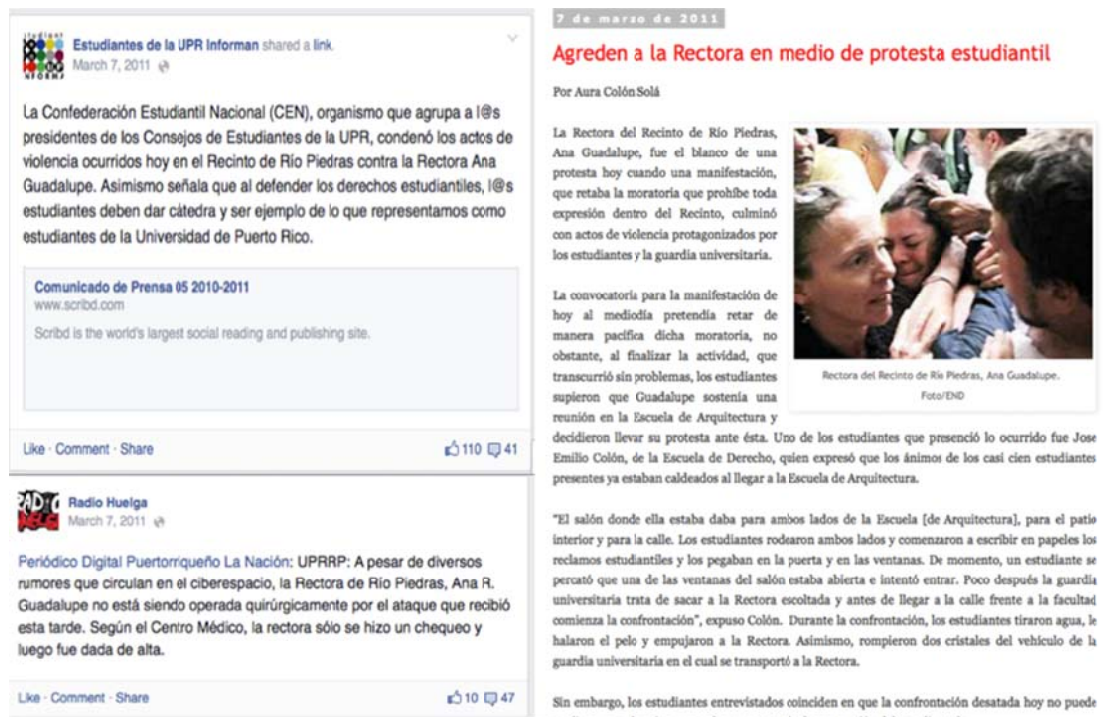 Estudiantes de la UPR Informan shared a link.
March 7, 2011
La Confederación Estudiantil Nacional (CEN), organismo que agrupa a l@s
presidentes de los Consejos de Estudiantes de la UPR, condenó los actos de
violencia ocurridos hoy en el Recinto de Río Piedras contra la Rectora Ana
Guadalupe. Asimismo señala que al defender los derechos estudiantiles, l@s
estudiantes deben dar cátedra y ser ejemplo de lo que representamos como
estudiantes de la Universidad de Puerto Rico.
Comunicado de Prensa 05 2010-2011
www.scribd.com
Scribd is the world's largest social reading and publishing site.
Like · Comment · Share 110 41
Radio Huelga
March 7, 2011
Periódico Digital Puertorriqueño La Nación: UPRRP: A pesar de diversos
rumores que circulan en el ciberespacio, la Rectora de Río Piedras, Ana R.
Guadalupe no está siendo operada quirúrgicamente por el ataque que recibió
esta tarde. Según el Centro Médico, la rectora sólo se hizo un chequeo y
luego fue dada de alta.
Like · Comment · Share 10 47
7 de marzo de 2011
Agreden a la Rectora en medio de protesta estudiantil
Por Aura Colón Solá
La Rectora del Recinto de Río Piedras,
Ana Guadalupe, fue el blanco de una
protesta hoy cuando una manifestación,
que retaba la moratoria que prohíbe toda
expresión dentro del Recinto, culminó
con actos de violencia protagonizados por
los estudiantes y la guardia universitaria.
La convocatoria para la manifestación de
hoy al mediodía pretendía retar de
manera pacífica dicha moratoria, no
obstante, al finalizar la actividad, que
transcurrió sin problemas, los estudiantes
supieron que Guadalupe sostenía una
reunión en la Escuela de Arquitectura y
Rectora del Recinto de Río Piedras, Ana Guadalupe.
Foto/END
decidieron llevar su protesta ante ésta. Uno de los estudiantes que presenció lo ocurrido fue Jose
Emilio Colón, de la Escuela de Derecho, quien expresó que los ánimos de los casi cien estudiantes
presentes ya estaban caldeados al llegar a la Escuela de Arquitectura.
"El salón donde ella estaba daba para ambos lados de la Escuela [de Arquitectura], para el patio
interior y para la calle. Los estudiantes rodearon ambos lados y comenzaron a escribir en papeles los
reclamos estudiantiles y los pegaban en la puerta y en las ventanas. De momento, un estudiante se
percató que una de las ventanas del salón estaba abierta e intentó entrar. Poco después la guardia
universitaria trata de sacar a la Rectora escoltada y antes de llegar a la calle frente a la facultad
comienza la confrontación", expuso Colón. Durante la confrontación, los estudiantes tiraron agua, le
halaron el pelo y empujaron a la Rectora. Asimismo, rompieron dos cristales del vehículo de la
guardia universitaria en el cual se transportó a la Rectora.
Sin embargo, los estudiantes entrevistados coinciden en que la confrontación desatada hoy no puede